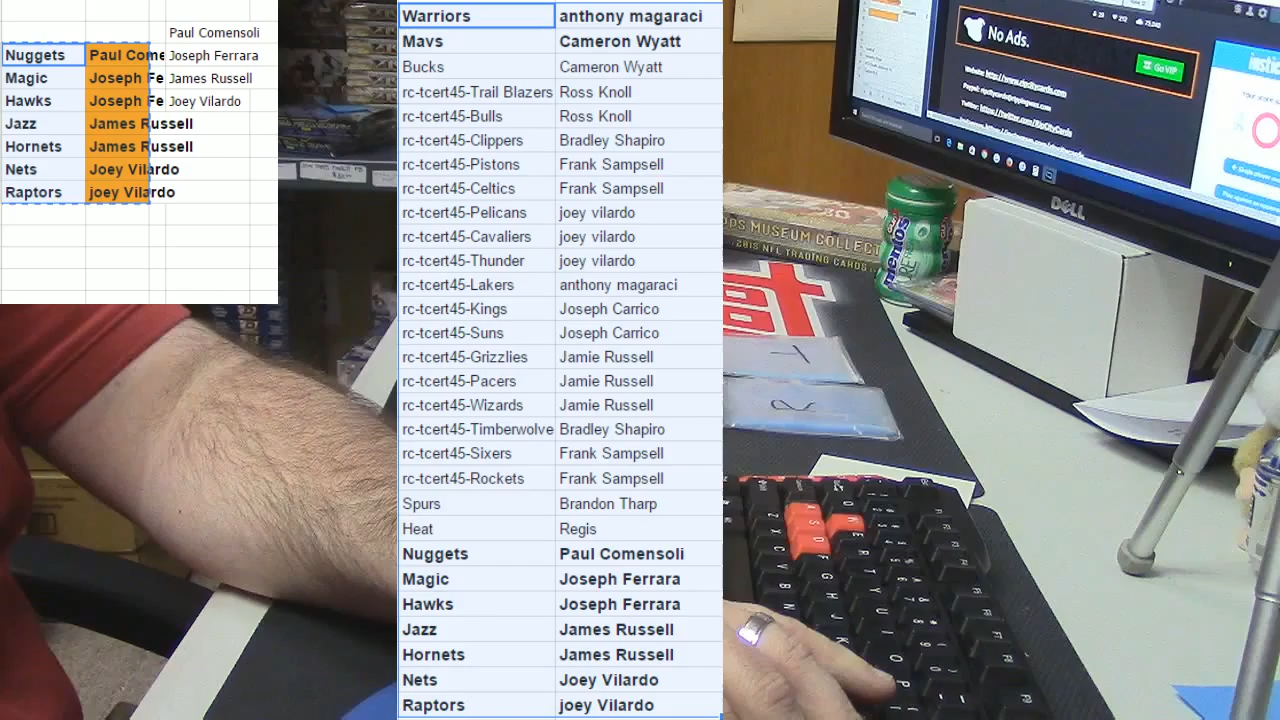 Paul Comensoli
Nuggets Paul Come Joseph Ferrara
Magic Joseph Fe James Russell
Hawks Joseph Fe Joey Vilardo
Jazz James Russell
Hornets James Russell
Nets Joey Vilardo
Raptors joey Vilardo
Warriors anthony magaraci
Mavs Cameron Wyatt
Bucks Cameron Wyatt
rc-tcert45-Trail Blazers Ross Knoll
rc-tcert45-Bulls Ross Knoll
rc-tcert45-Clippers Bradley Shapiro
rc-tcert45-Pistons Frank Sampsell
rc-tcert45-Celtics Frank Sampsell
rc-tcert45-Pelicans joey vilardo
rc-tcert45-Cavaliers joey vilardo
rc-tcert45-Thunder joey vilardo
rc-tcert45-Lakers anthony magaraci
rc-tcert45-Kings Joseph Carrico
rc-tcert45-Suns Joseph Carrico
rc-tcert45-Grizzlies Jamie Russell
rc-tcert45-Pacers Jamie Russell
rc-tcert45-Wizards Jamie Russell
rc-tcert45-Timberwolve Bradley Shapiro
rc-tcert45-Sixers Frank Sampsell
rc-tcert45-Rockets Frank Sampsell
Spurs Brandon Tharp
Heat Regis
Nuggets Paul Comensoli
Magic Joseph Ferrara
Hawks Joseph Ferrara
Jazz James Russell
Hornets James Russell
Nets Joey Vilardo
Raptors joey Vilardo
No Ads.
Go VIP
DELL
PPS MUSEUM COLLECT
2015 NFL TRADING CARDS
mentos
PURE